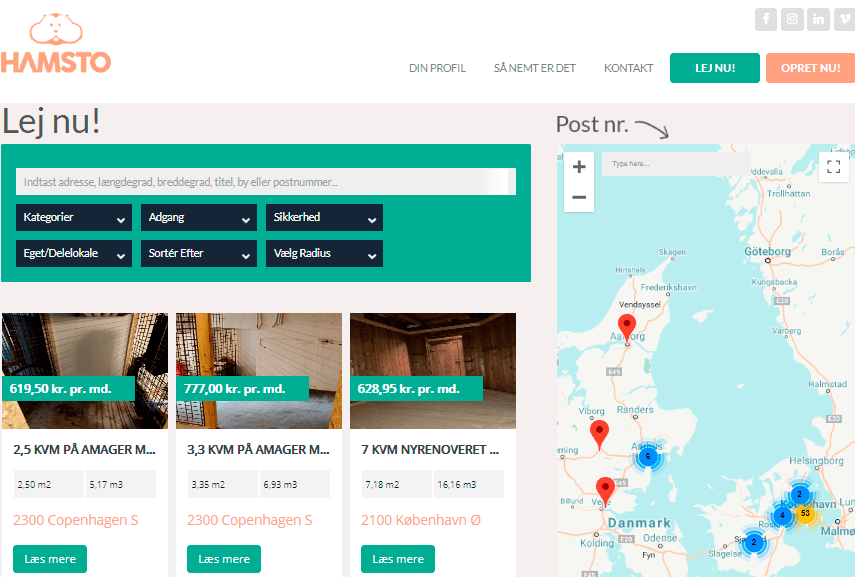 HAMSTO
DIN PROFIL SÅ NEMT ER DET KONTAKT LEJ NU! OPRET NU!
Lej nu!
Post nr.
Indtast adresse, længdegrad, breddegrad, titel, by eller postnummer...
Kategorier Adgang Sikkerhed
Eget/Delelokale Sortér Efter Vælg Radius
619,50 kr. pr. md. 777,00 kr. pr. md. 628,95 kr. pr. md.
2,5 KVM PÅ AMAGER M... 3,3 KVM PÅ AMAGER M... 7 KVM NYRENOVERET ...
2,50 m2 5,17 m3 3,35 m2 6,93 m3 7,18 m2 16,16 m3
2300 Copenhagen S 2300 Copenhagen S 2100 København Ø
Læs mere Læs mere Læs mere
+
Type here...
−
Trollhättan
Skagen
Göteborg
Borås
Hirtshals
Frederikshavn
Kungsbacka
E20
Vendsyssel
Varberg
E45
Halmstad
Viborg Randers
E20
6
Helsingborg
2
4 53
Billund
E45
Danmark
Malmö
Kolding E20 Odense
2
Slagelse
Fyn
E45